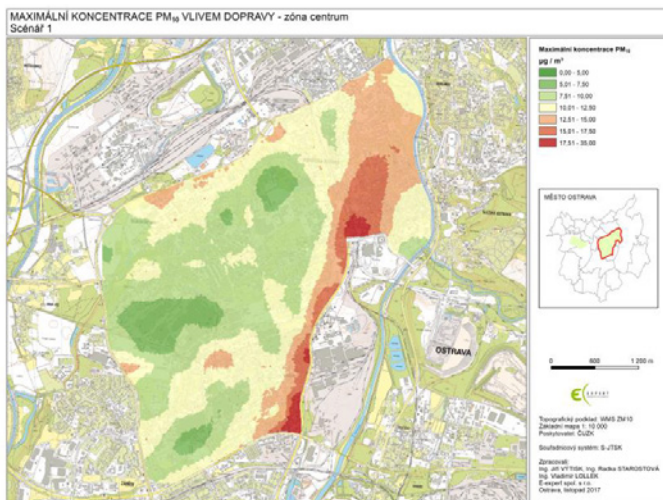 MAXIMÁLNÍ KONCENTRACE PM₁₀ VLIVEM DOPRAVY - zóna centrum
Scénář 1
Maximální koncentrace PM₁₀
µg / m³
0,00 - 5,00
5,01 - 7,50
7,51 - 10,00
10,01 - 12,50
12,51 - 15,00
15,01 - 17,50
17,51 - 35,00
MĚSTO OSTRAVA
OSTRAVA
0 600 1 200 m
E EXPERT
Topografický podklad: WMS ZM10
Základní mapa 1: 10 000
Poskytovatel: ČÚZK
Souřadnicový systém: S-JTSK
Zpracovali:
Ing. Jiří VÝTISK, Ing. Radka STAROSTOVÁ
Ing. Vladimír LOLLEK
E-expert spol. s r.o.
Ostrava, listopad 2017